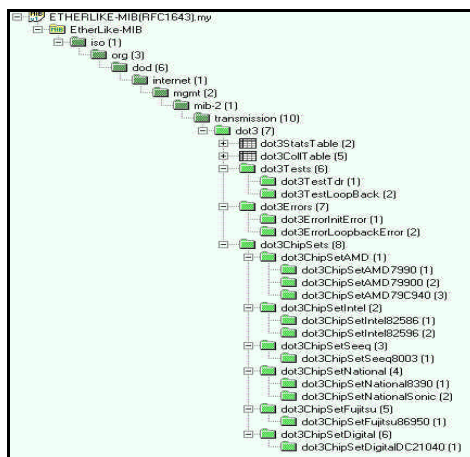 ETHERLIKE-MIB(RFC1643).my
EtherLike-MIB
iso (1)
org (3)
dod (6)
internet (1)
mgmt (2)
mib-2 (1)
transmission (10)
dot3 (7)
dot3StatsTable (2)
dot3CollTable (5)
dot3Tests (6)
dot3TestTdr (1)
dot3TestLoopBack (2)
dot3Errors (7)
dot3ErrorInitError (1)
dot3ErrorLoopbackError (2)
dot3ChipSets (8)
dot3ChipSetAMD (1)
dot3ChipSetAMD7990 (1)
dot3ChipSetAMD79900 (2)
dot3ChipSetAMD79C940 (3)
dot3ChipSetIntel (2)
dot3ChipSetIntel82586 (1)
dot3ChipSetIntel82596 (2)
dot3ChipSetSeeq (3)
dot3ChipSetSeeq8003 (1)
dot3ChipSetNational (4)
dot3ChipSetNational8390 (1)
dot3ChipSetNationalSonic (2)
dot3ChipSetFujitsu (5)
dot3ChipSetFujitsu86950 (1)
dot3ChipSetDigital (6)
dot3ChipSetDigitalDC21040 (1)